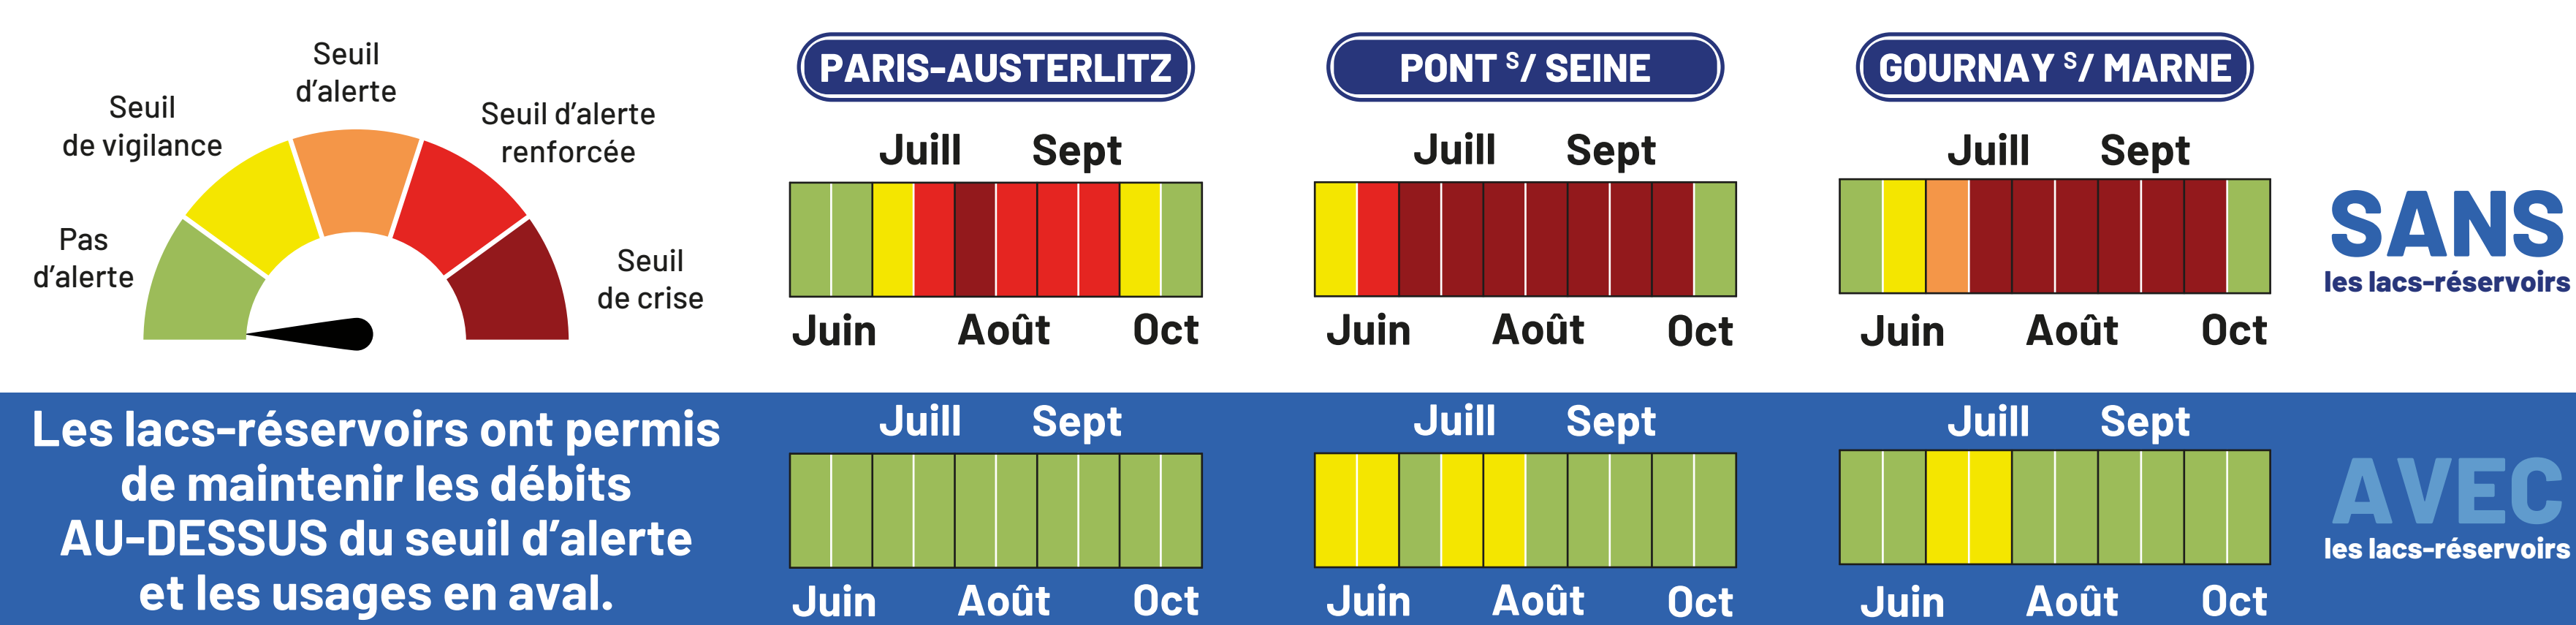 Seuil
d'alerte
Seuil
de vigilance
Seuil d'alerte
renforcée
Pas
d'alerte
Seuil
de crise
PARIS-AUSTERLITZ
Juill Sept
Juin Août Oct
PONT S/ SEINE
Juill Sept
Juin Août Oct
GOURNAY S/ MARNE
Juill Sept
Juin Août Oct
SANS
les lacs-réservoirs
Les lacs-réservoirs ont permis
de maintenir les débits
AU-DESSUS du seuil d'alerte
et les usages en aval.
Juill Sept
Juin Août Oct
Juill Sept
Juin Août Oct
Juill Sept
Juin Août Oct
AVEC
les lacs-réservoirs